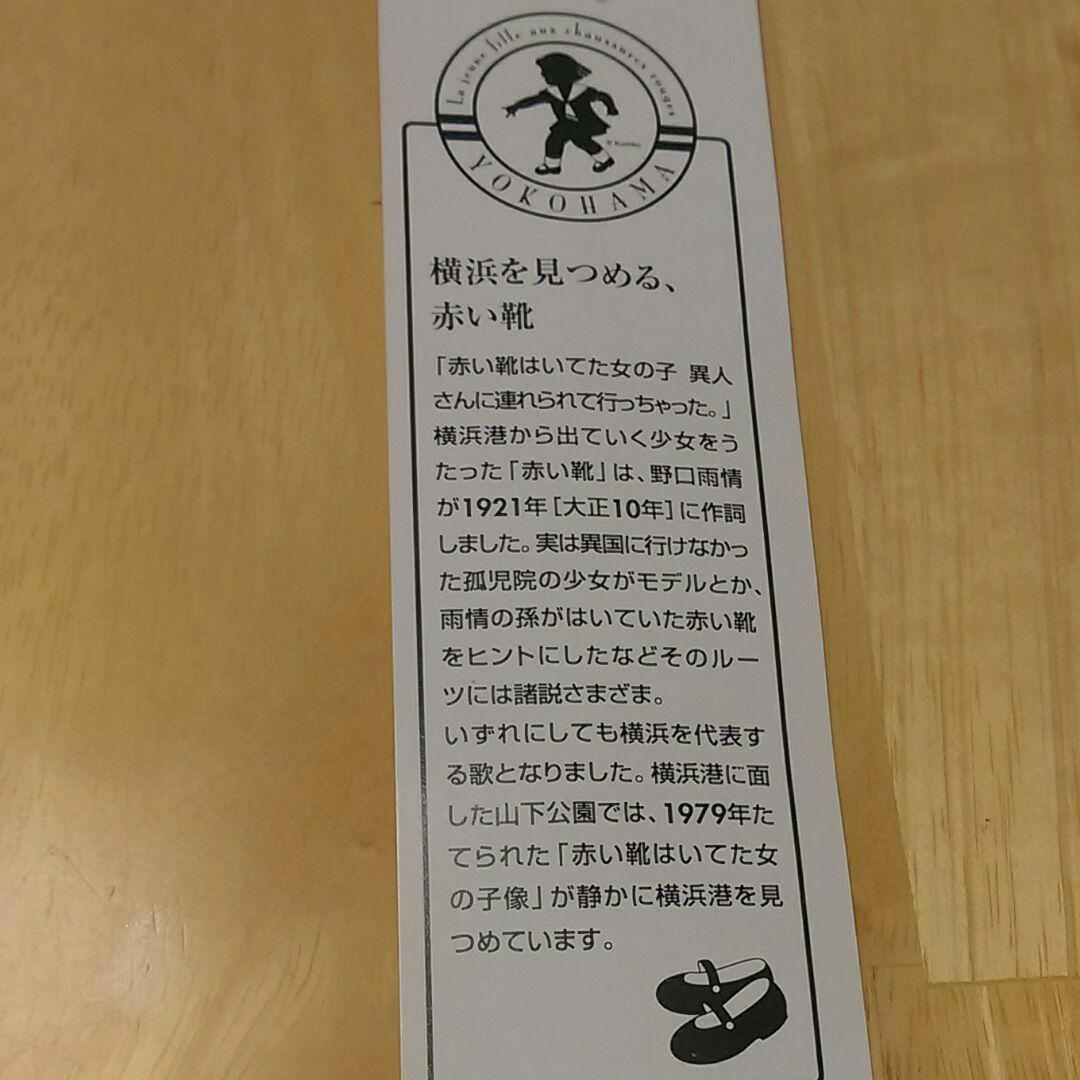 La jeune fille aux chaussures rouges
© Kumiko
YOKOHAMA
横浜を見つめる、
赤い靴
「赤い靴はいてた女の子 異人
さんに連れられて行っちゃった。」
横浜港から出ていく少女をう
たった「赤い靴」は、野口雨情
が1921年［大正10年］に作詞
しました。実は異国に行けなかっ
た孤児院の少女がモデルとか、
雨情の孫がはいていた赤い靴
をヒントにしたなどそのルー
ツには諸説さまざま。
いずれにしても横浜を代表す
る歌となりました。横浜港に面
した山下公園では、1979年た
てられた「赤い靴はいてた女
の子像」が静かに横浜港を見
つめています。